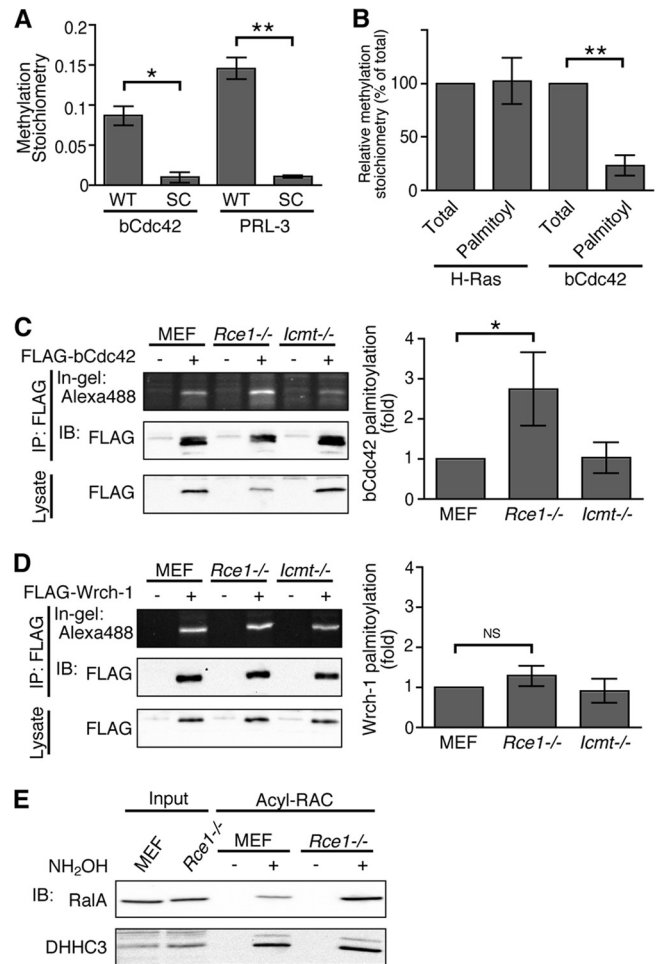 A
Methylation
Stoichiometry
0.2
0.15
0.1
0.05
0
*
**
WT SC WT SC
bCdc42 PRL-3
B
Relative methylation
stoichiometry (% of total)
100
50
0
**
Total Palmitoyl Total Palmitoyl
H-Ras bCdc42
C
MEF Rce1-/- Icmt-/-
FLAG-bCdc42 - + - + - +
IP: FLAG
In-gel:
Alexa488
IB: FLAG
Lysate
FLAG
bCdc42 palmitoylation
(fold)
4
3
2
1
0
*
MEF Rce1-/- Icmt-/-
D
MEF Rce1-/- Icmt-/-
FLAG-Wrch-1 - + - + - +
IP: FLAG
In-gel:
Alexa488
IB: FLAG
Lysate
FLAG
Wrch-1 palmitoylation
(fold)
4
3
2
1
0
NS
MEF Rce1-/- Icmt-/-
E
Input Acyl-RAC
MEF Rce1-/- MEF Rce1-/-
NH2OH - + - +
IB: RalA
DHHC3